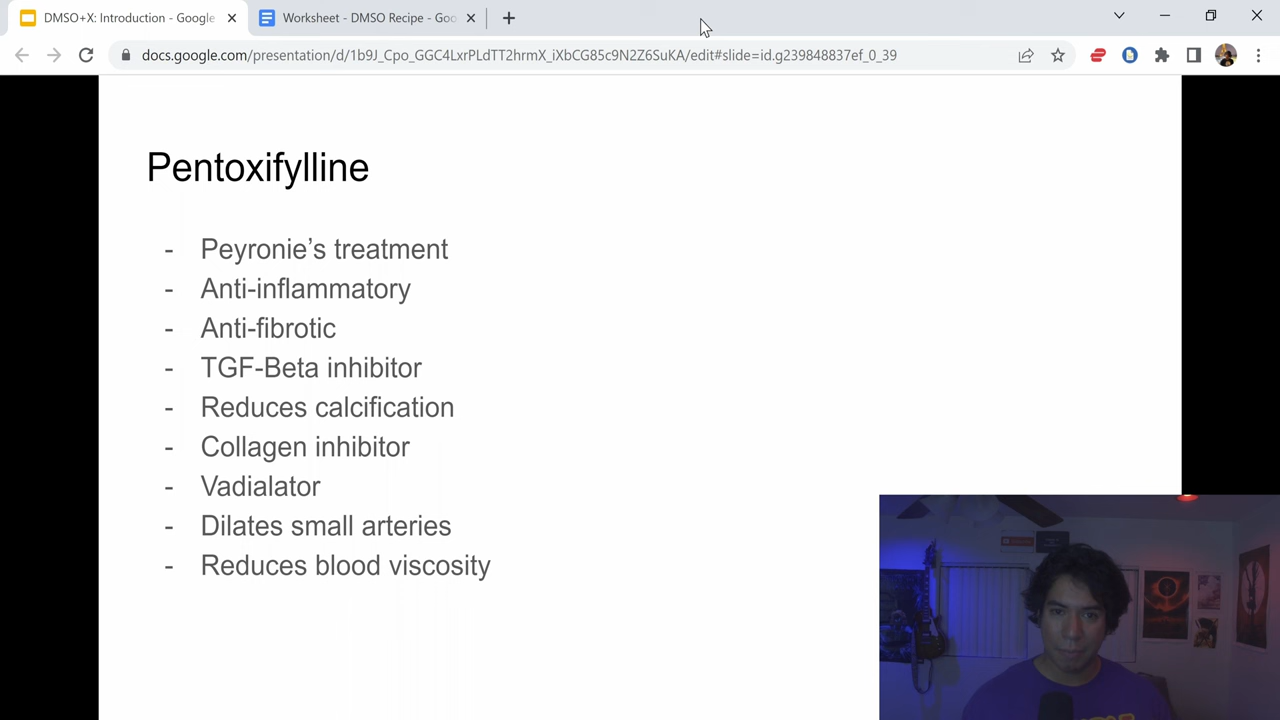 DMSO+X: Introduction - Google
Worksheet - DMSO Recipe - Goo
docs.google.com/presentation/d/1b9J_Cpo_GGC4LxrPLdTT2hrmX_iXbCG85c9N2Z6SuKA/edit#slide=id.g239848837ef_0_39
Pentoxifylline
- Peyronie’s treatment
- Anti-inflammatory
- Anti-fibrotic
- TGF-Beta inhibitor
- Reduces calcification
- Collagen inhibitor
- Vadialator
- Dilates small arteries
- Reduces blood viscosity